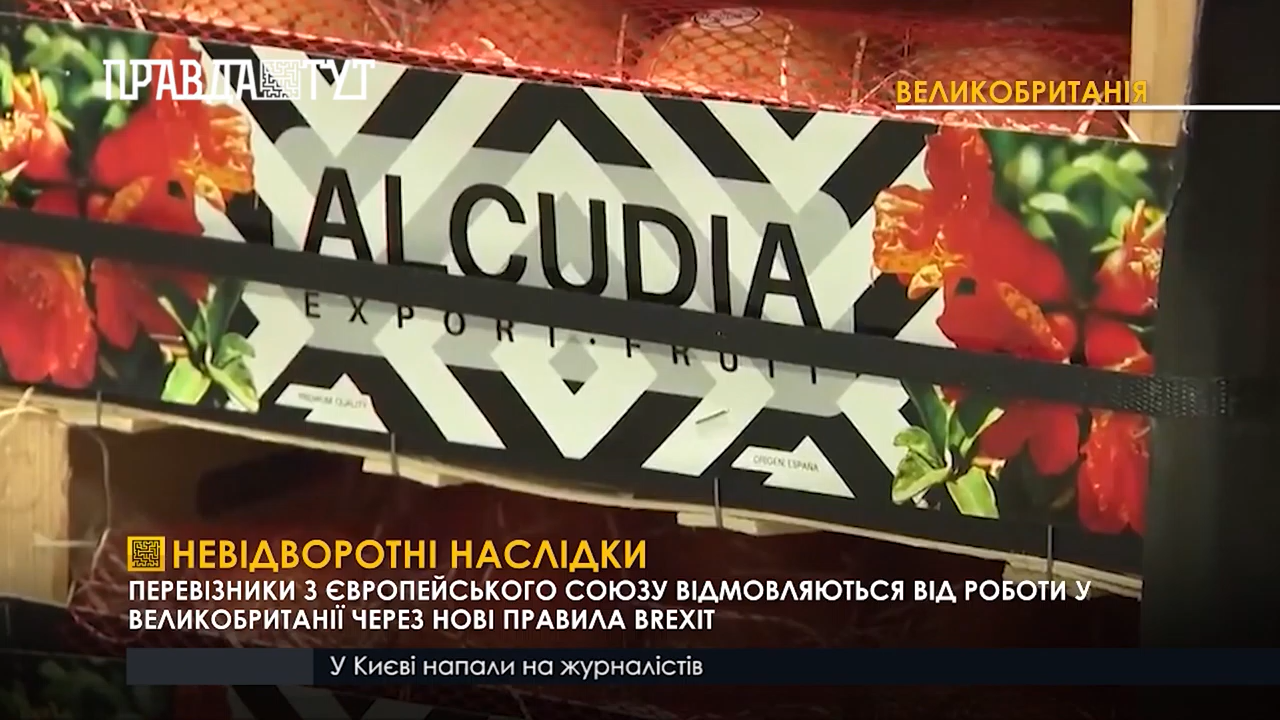 ПРАВДА ТУТ
ВЕЛИКОБРИТАНІЯ
ALCUDIA
EXPORT·FRUIT
PREMIUM QUALITY
ORIGEN: ESPAÑA
НЕВІДВОРОТНІ НАСЛІДКИ
ПЕРЕВІЗНИКИ З ЄВРОПЕЙСЬКОГО СОЮЗУ ВІДМОВЛЯЮТЬСЯ ВІД РОБОТИ У
ВЕЛИКОБРИТАНІЇ ЧЕРЕЗ НОВІ ПРАВИЛА BREXIT
У Києві напали на журналістів